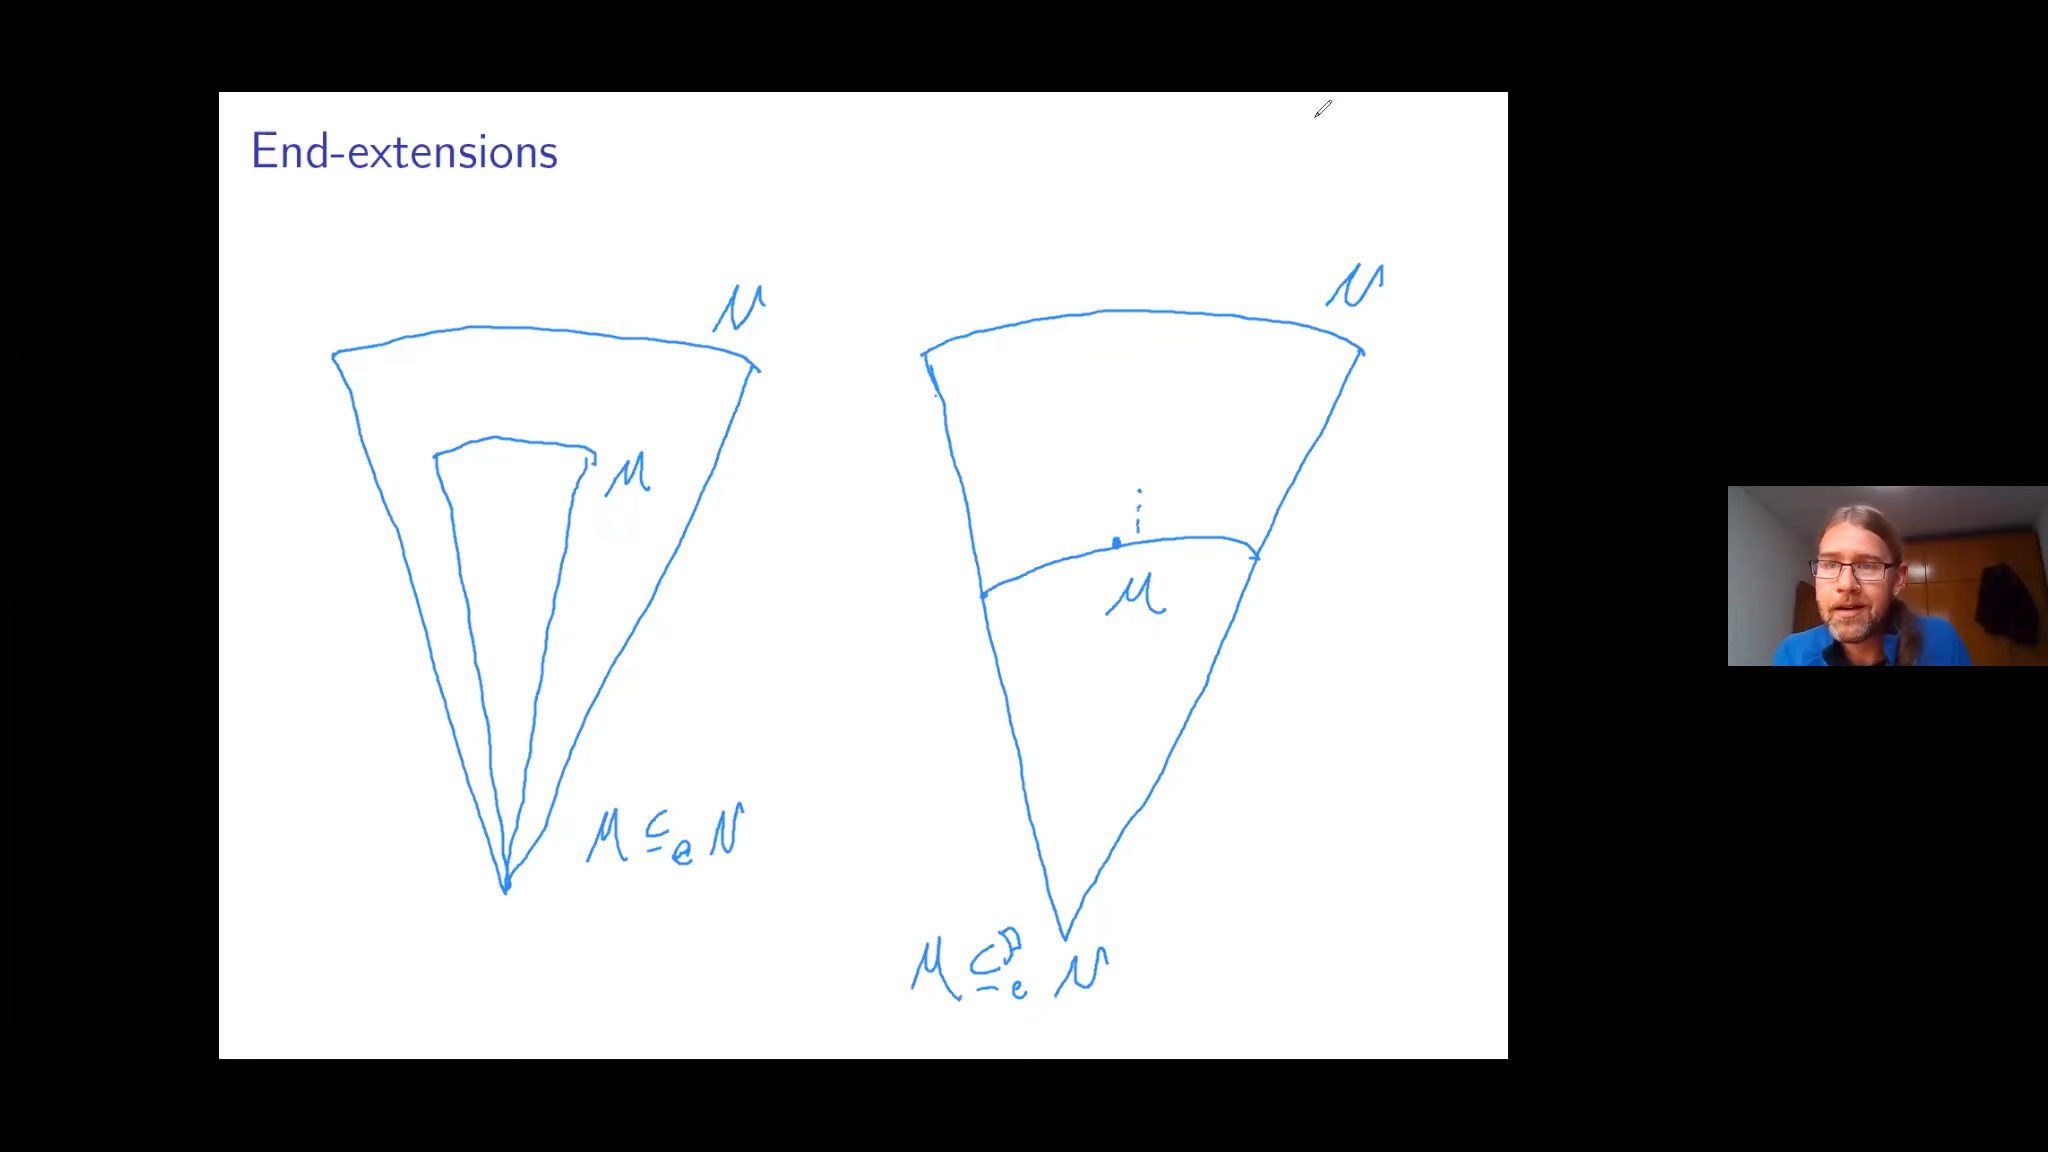 End-extensions
𝒩
ℳ
ℳ ⊆ₑ 𝒩
𝒩
ℳ
ℳ ⊆ₑ^𝒫 𝒩